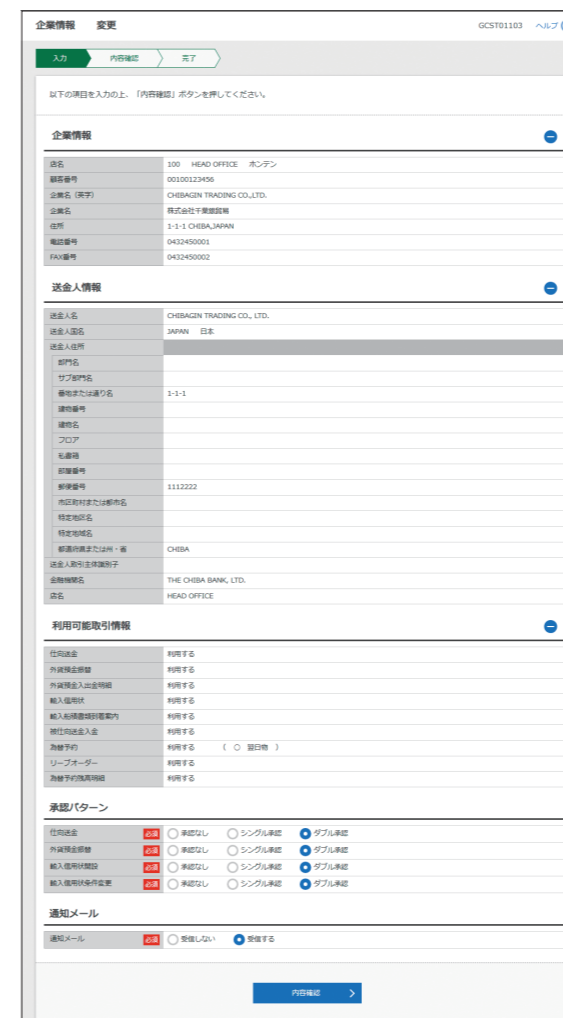 企業情報　変更　GCST01103　ヘルプ
入力　内容確認　完了
以下の項目を入力の上、「内容確認」ボタンを押してください。
企業情報
店名　100　HEAD OFFICE　ホンテン
顧客番号　00100123456
企業名（英字）　CHIBAGIN TRADING CO.,LTD.
企業名　株式会社千葉銀貿易
住所　1-1-1 CHIBA,JAPAN
電話番号　0432450001
FAX番号　0432450002
送金人情報
送金人名　CHIBAGIN TRADING CO., LTD.
送金人国名　JAPAN　日本
送金人住所
部門名
サブ部門名
番地または通り名　1-1-1
建物番号
建物名
フロア
私書箱
部屋番号
郵便番号　1112222
市区町村または都市名
特定地区名
特定地域名
都道府県または州・省　CHIBA
送金人取引主体識別子
金融機関名　THE CHIBA BANK, LTD.
店名　HEAD OFFICE
利用可能取引情報
仕向送金　利用する
外貨預金振替　利用する
外貨預金入出金明細　利用する
輸入信用状　利用する
輸入船積書類到着案内　利用する
被仕向送金入金　利用する
為替予約　利用する　（　○　翌日物　）
リーブオーダー　利用する
為替予約残高明細　利用する
承認パターン
仕向送金　必須　承認なし　シングル承認　ダブル承認
外貨預金振替　必須　承認なし　シングル承認　ダブル承認
輸入信用状開設　必須　承認なし　シングル承認　ダブル承認
輸入信用状条件変更　必須　承認なし　シングル承認　ダブル承認
通知メール
通知メール　必須　受信しない　受信する
内容確認